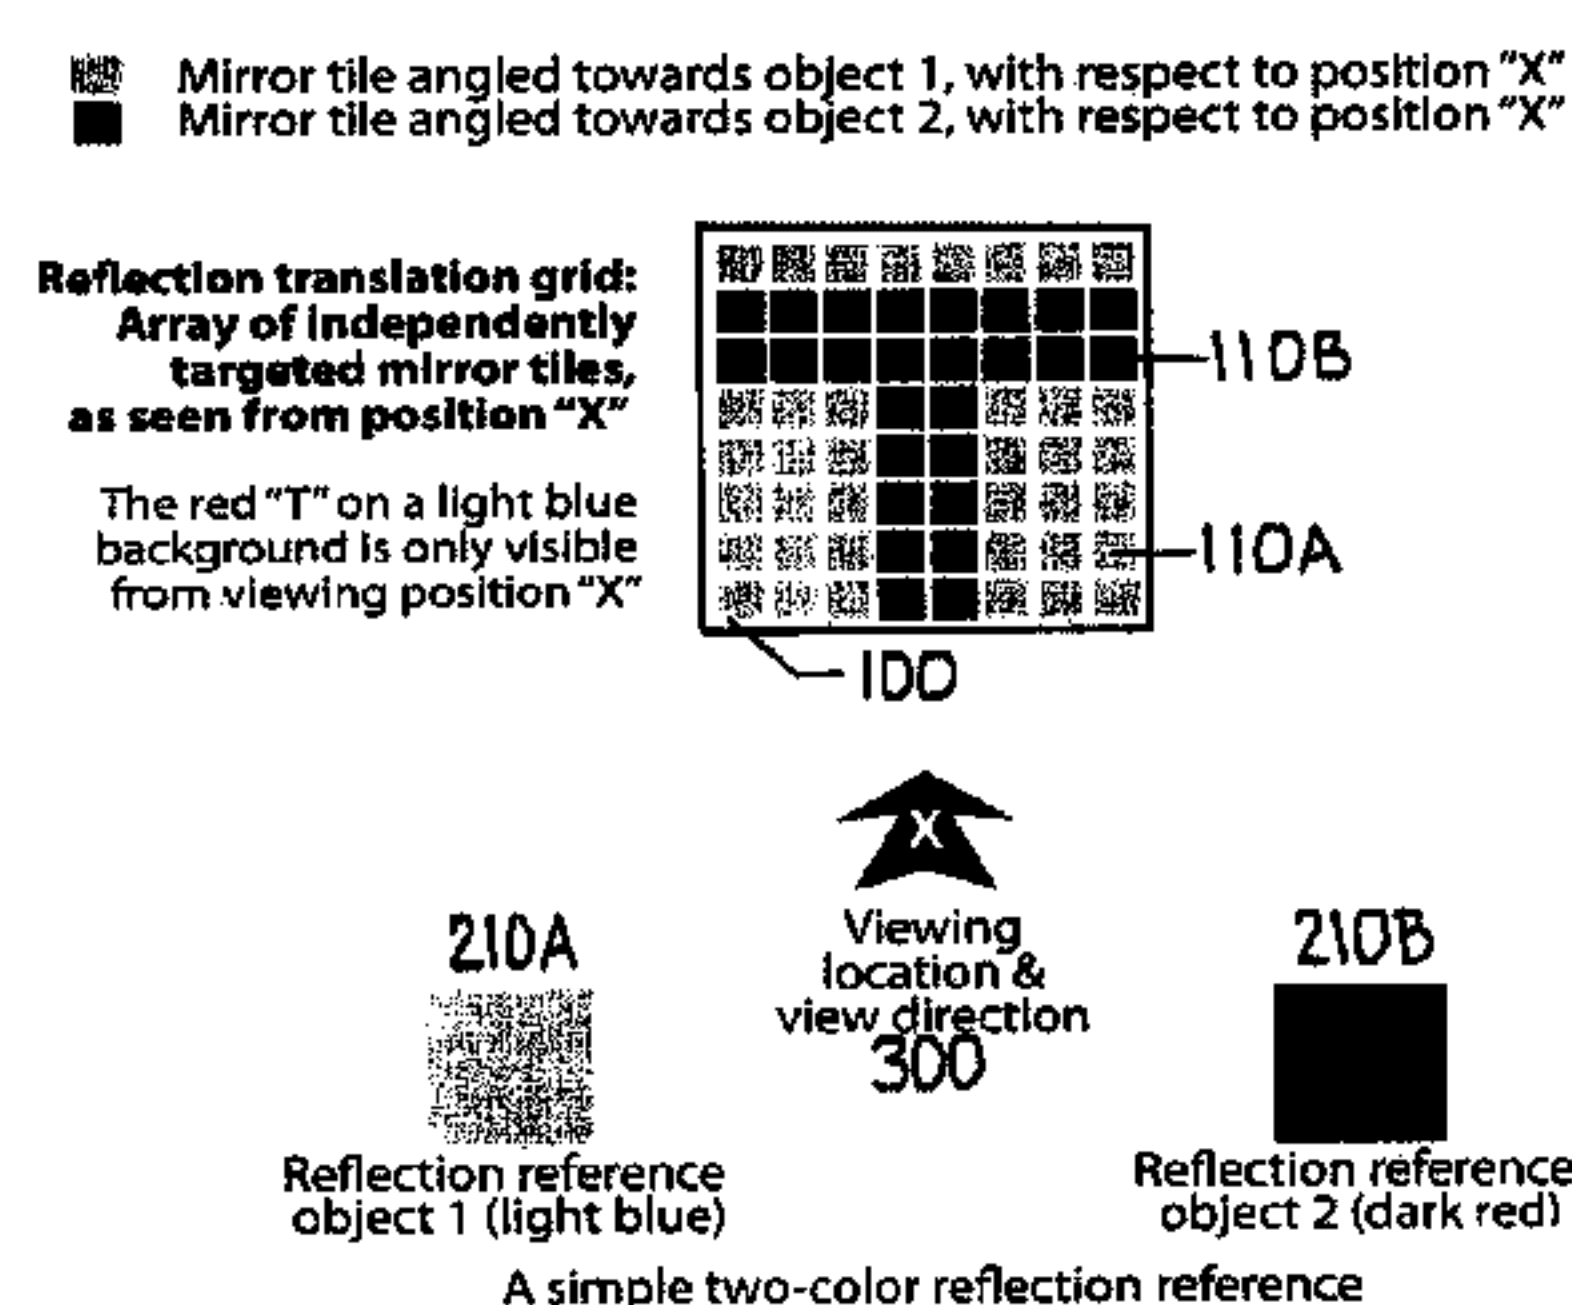 Mirror tile angled towards object 1, with respect to position "X"
Mirror tile angled towards object 2, with respect to position "X"
Reflection translation grid:
Array of independently
targeted mirror tiles,
as seen from position "X"
The red "T" on a light blue
background is only visible
from viewing position "X"
110B
110A
100
X
Viewing
location &
view direction
300
210A
Reflection reference
object 1 (light blue)
210B
Reflection reference
object 2 (dark red)
A simple two-color reflection reference